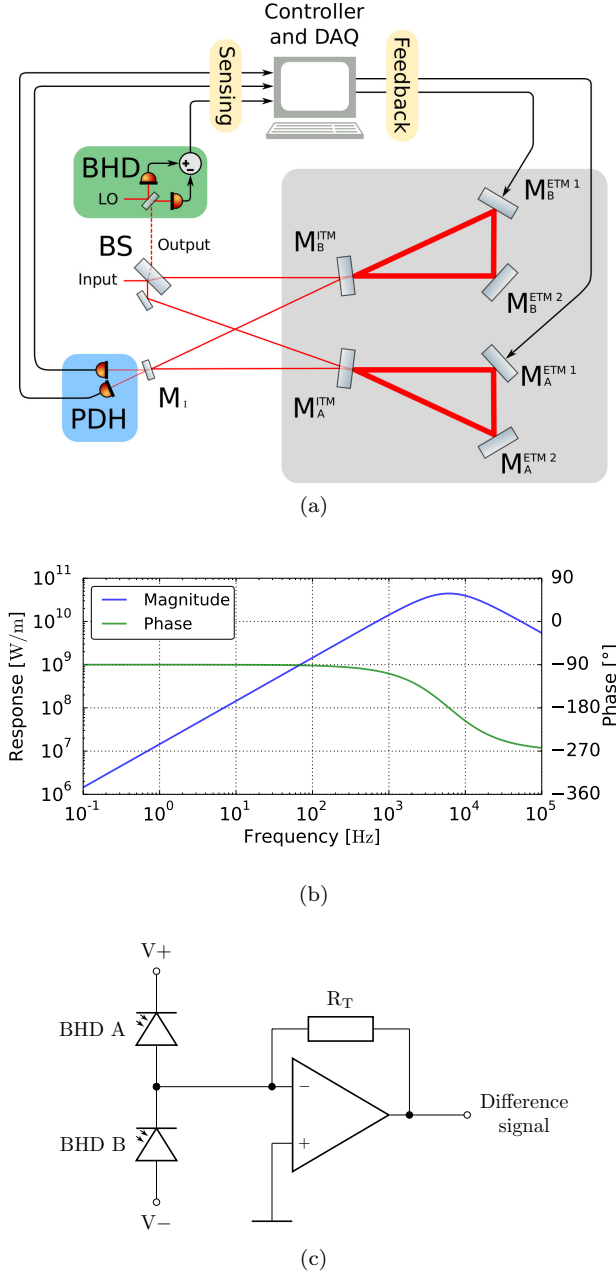 Controller
and DAQ
Sensing
Feedback
BHD
LO
+
−
Output
BS
Input
M_B^ITM
M_B^ETM 1
M_B^ETM 2
M_A^ETM 1
M_A^ITM
M_A^ETM 2
PDH
M_I
(a)
10^11
10^10
10^9
10^8
10^7
10^6
Response [W/m]
Magnitude
Phase
90
0
−90
−180
−270
−360
Phase [°]
10^-1 10^0 10^1 10^2 10^3 10^4 10^5
Frequency [Hz]
(b)
V+
BHD A
R_T
−
+
Difference
signal
BHD B
V−
(c)